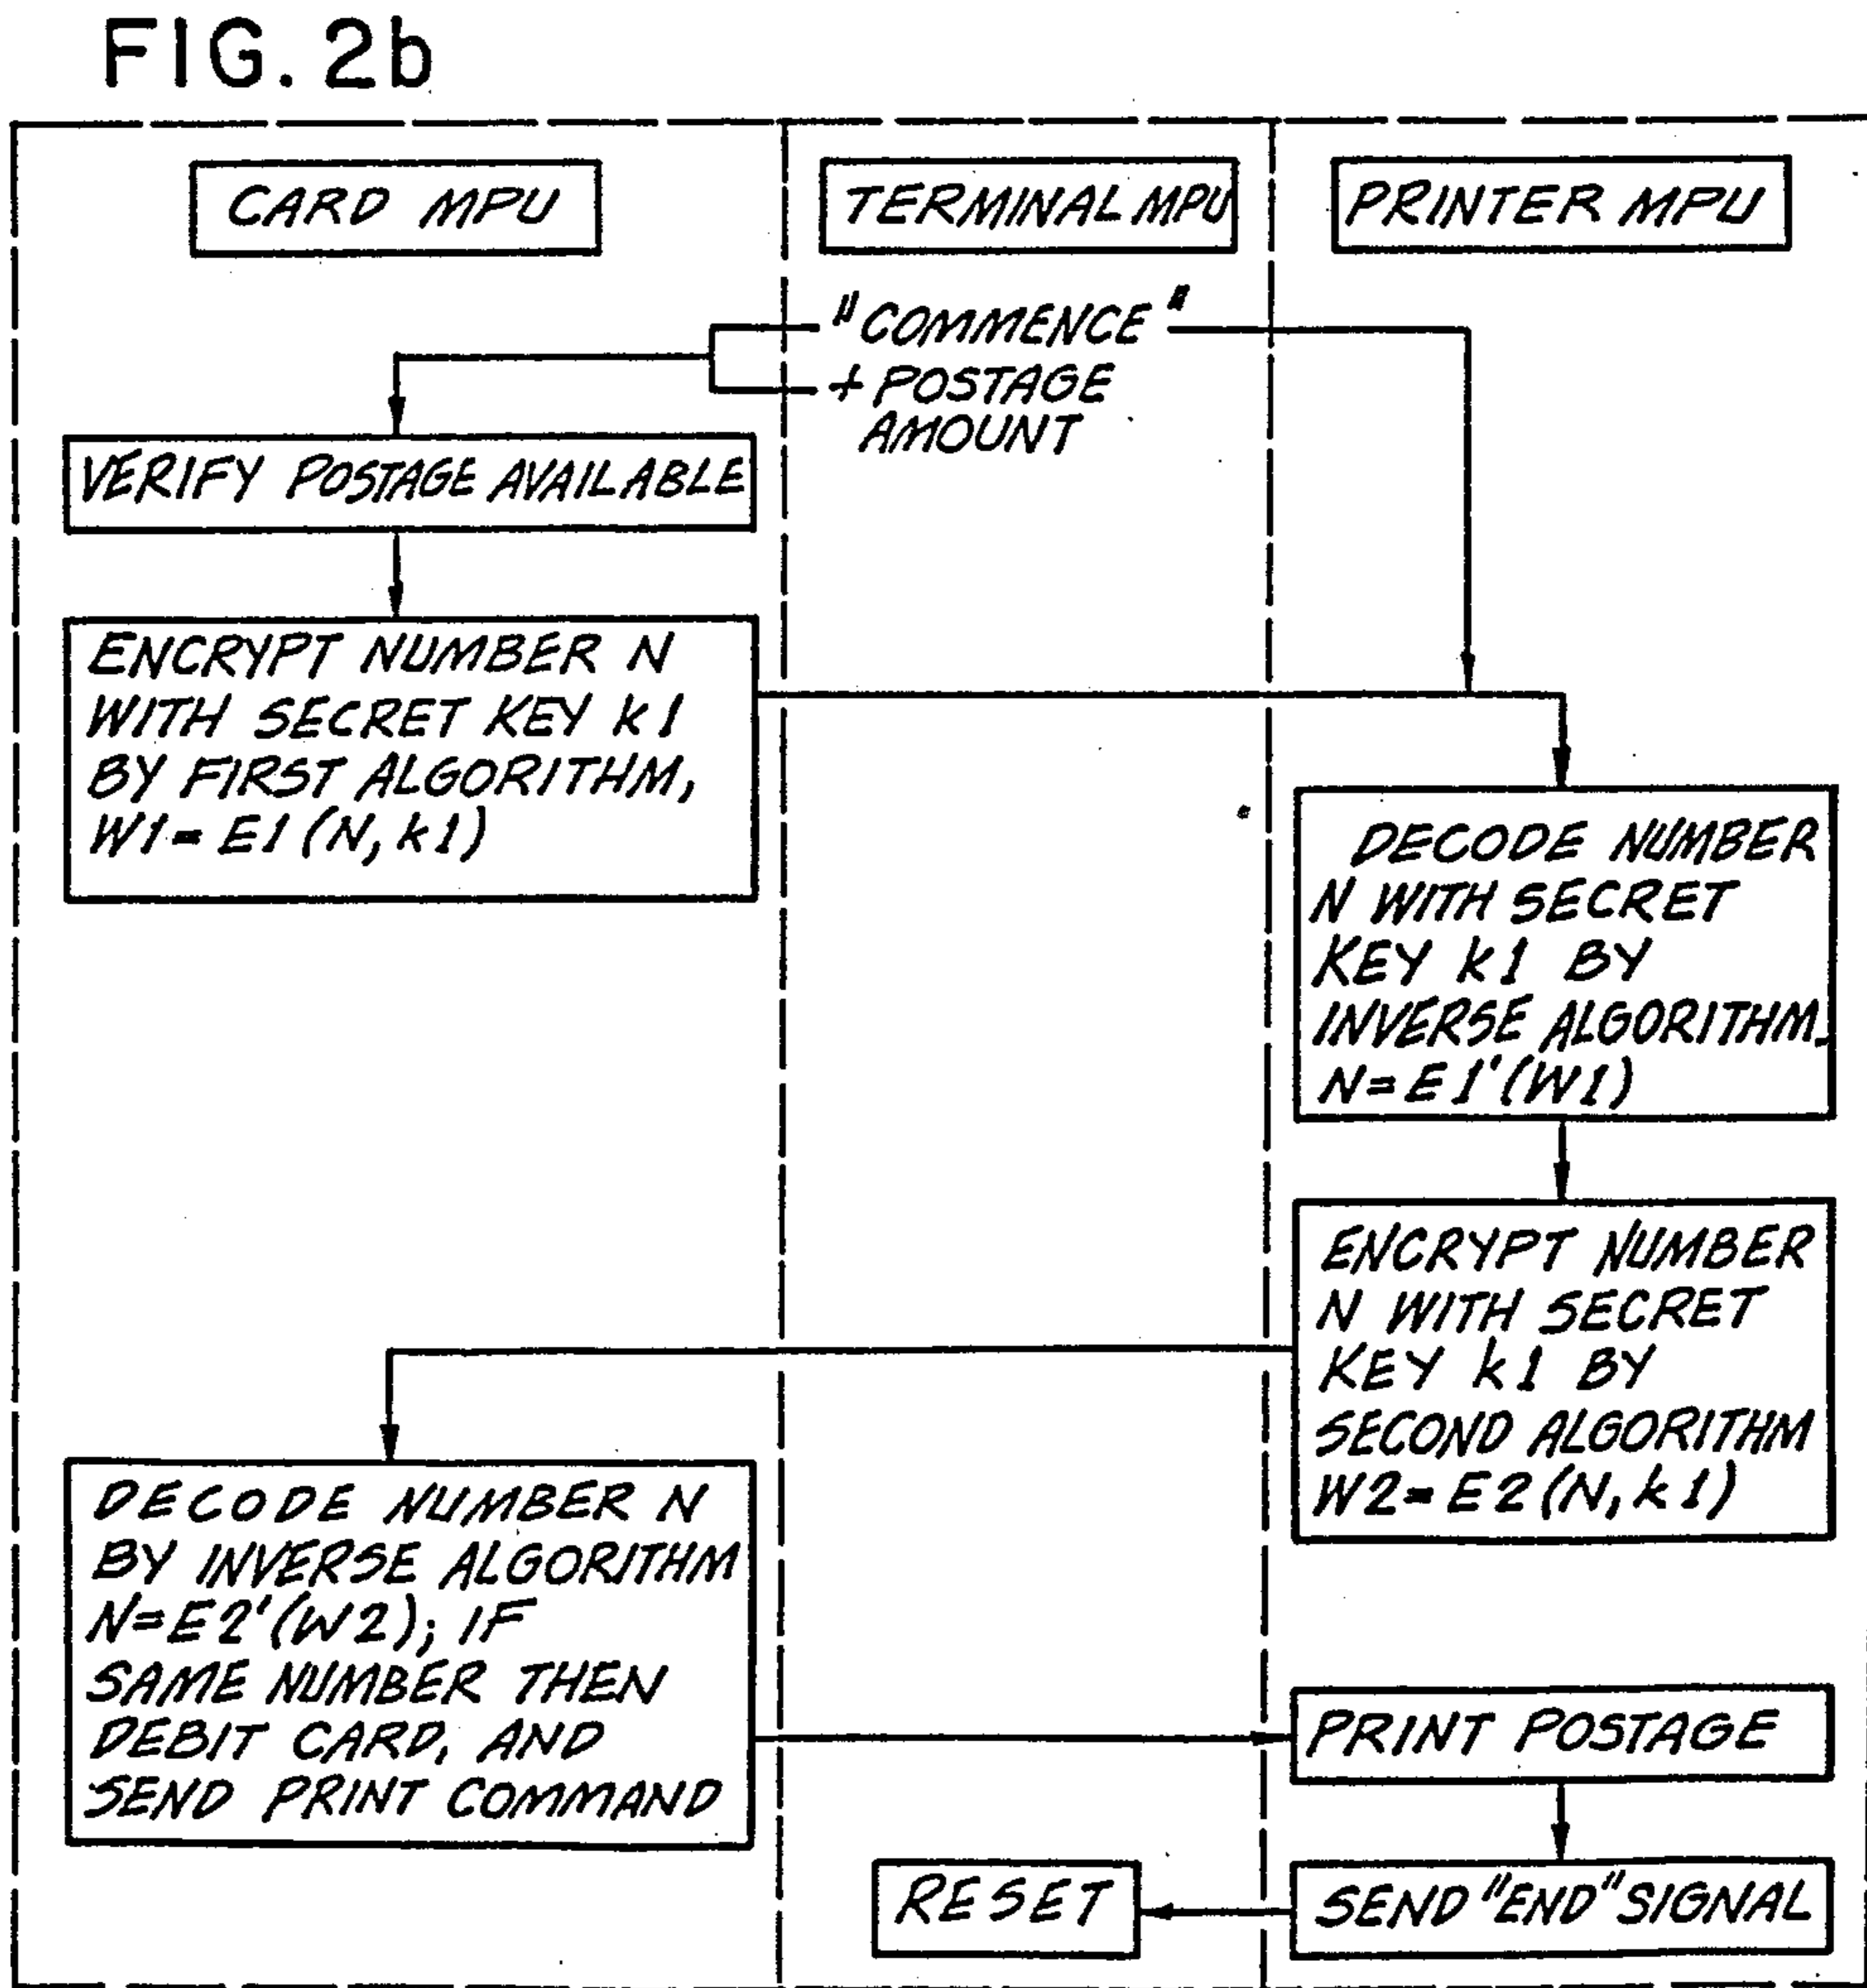 FIG. 2b
CARD MPU
TERMINAL MPU
PRINTER MPU
"COMMENCE"
+ POSTAGE
AMOUNT
VERIFY POSTAGE AVAILABLE
ENCRYPT NUMBER N
WITH SECRET KEY k1
BY FIRST ALGORITHM,
W1=E1(N,k1)
DECODE NUMBER
N WITH SECRET
KEY k1 BY
INVERSE ALGORITHM,
N=E1'(W1)
ENCRYPT NUMBER
N WITH SECRET
KEY k1 BY
SECOND ALGORITHM
W2=E2(N,k1)
DECODE NUMBER N
BY INVERSE ALGORITHM
N=E2'(W2); IF
SAME NUMBER THEN
DEBIT CARD, AND
SEND PRINT COMMAND
PRINT POSTAGE
SEND "END" SIGNAL
RESET